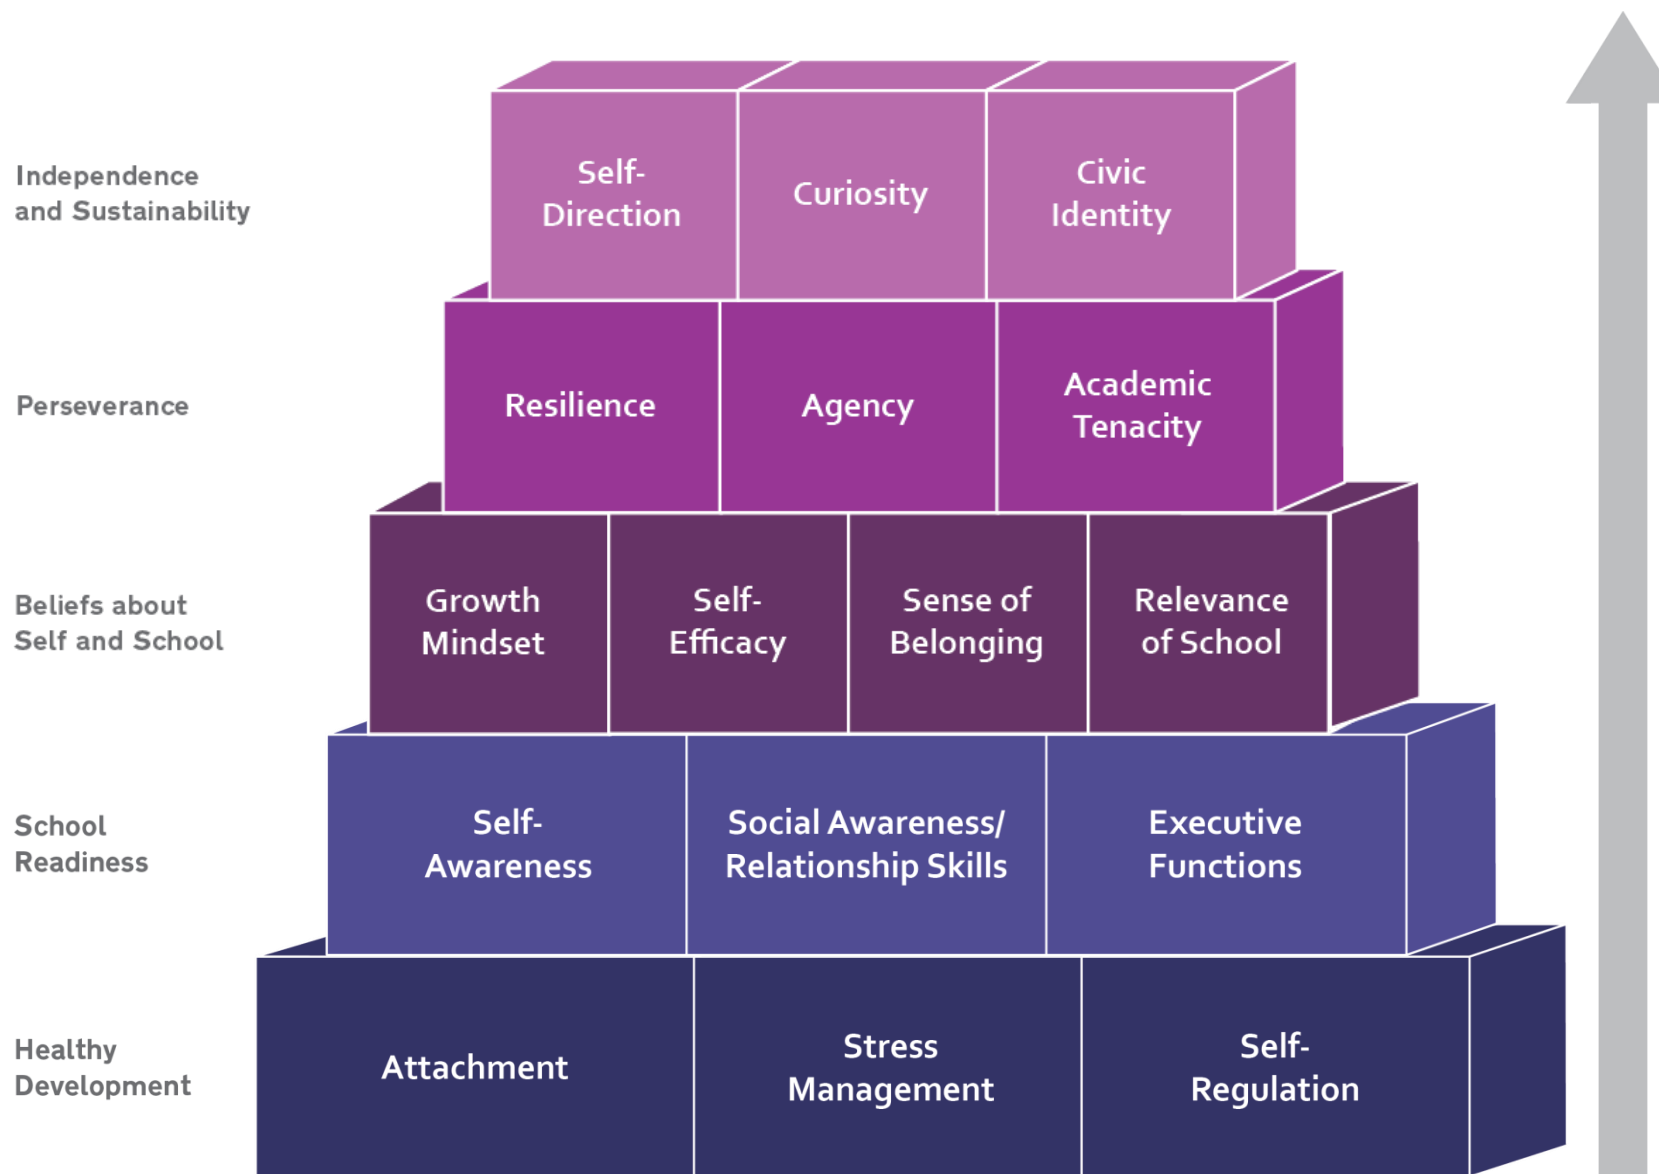 Independence
and Sustainability
Self-
Direction
Curiosity
Civic
Identity
Perseverance
Resilience
Agency
Academic
Tenacity
Beliefs about
Self and School
Growth
Mindset
Self-
Efficacy
Sense of
Belonging
Relevance
of School
School
Readiness
Self-
Awareness
Social Awareness/
Relationship Skills
Executive
Functions
Healthy
Development
Attachment
Stress
Management
Self-
Regulation